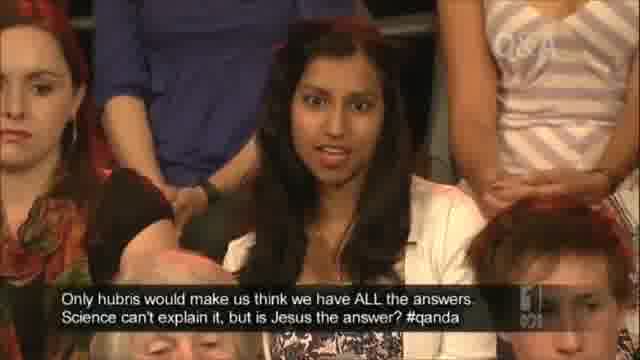 Q&A
Only hubris would make us think we have ALL the answers.
Science can't explain it, but is Jesus the answer? #qanda